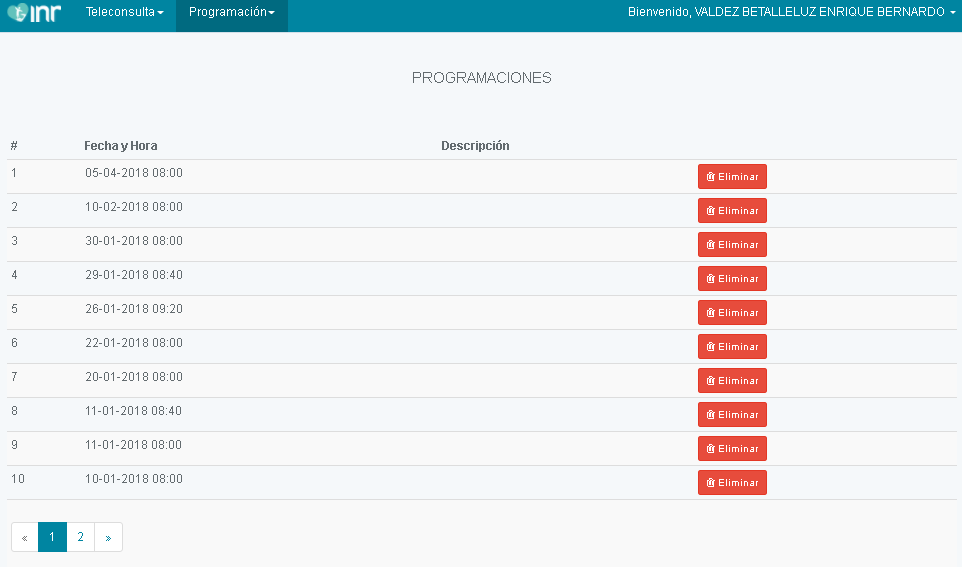 inr Teleconsulta Programación Bienvenido, VALDEZ BETALLELUZ ENRIQUE BERNARDO
PROGRAMACIONES
# Fecha y Hora Descripción
1 05-04-2018 08:00 Eliminar
2 10-02-2018 08:00 Eliminar
3 30-01-2018 08:00 Eliminar
4 29-01-2018 08:40 Eliminar
5 26-01-2018 09:20 Eliminar
6 22-01-2018 08:00 Eliminar
7 20-01-2018 08:00 Eliminar
8 11-01-2018 08:40 Eliminar
9 11-01-2018 08:00 Eliminar
10 10-01-2018 08:00 Eliminar
« 1 2 »